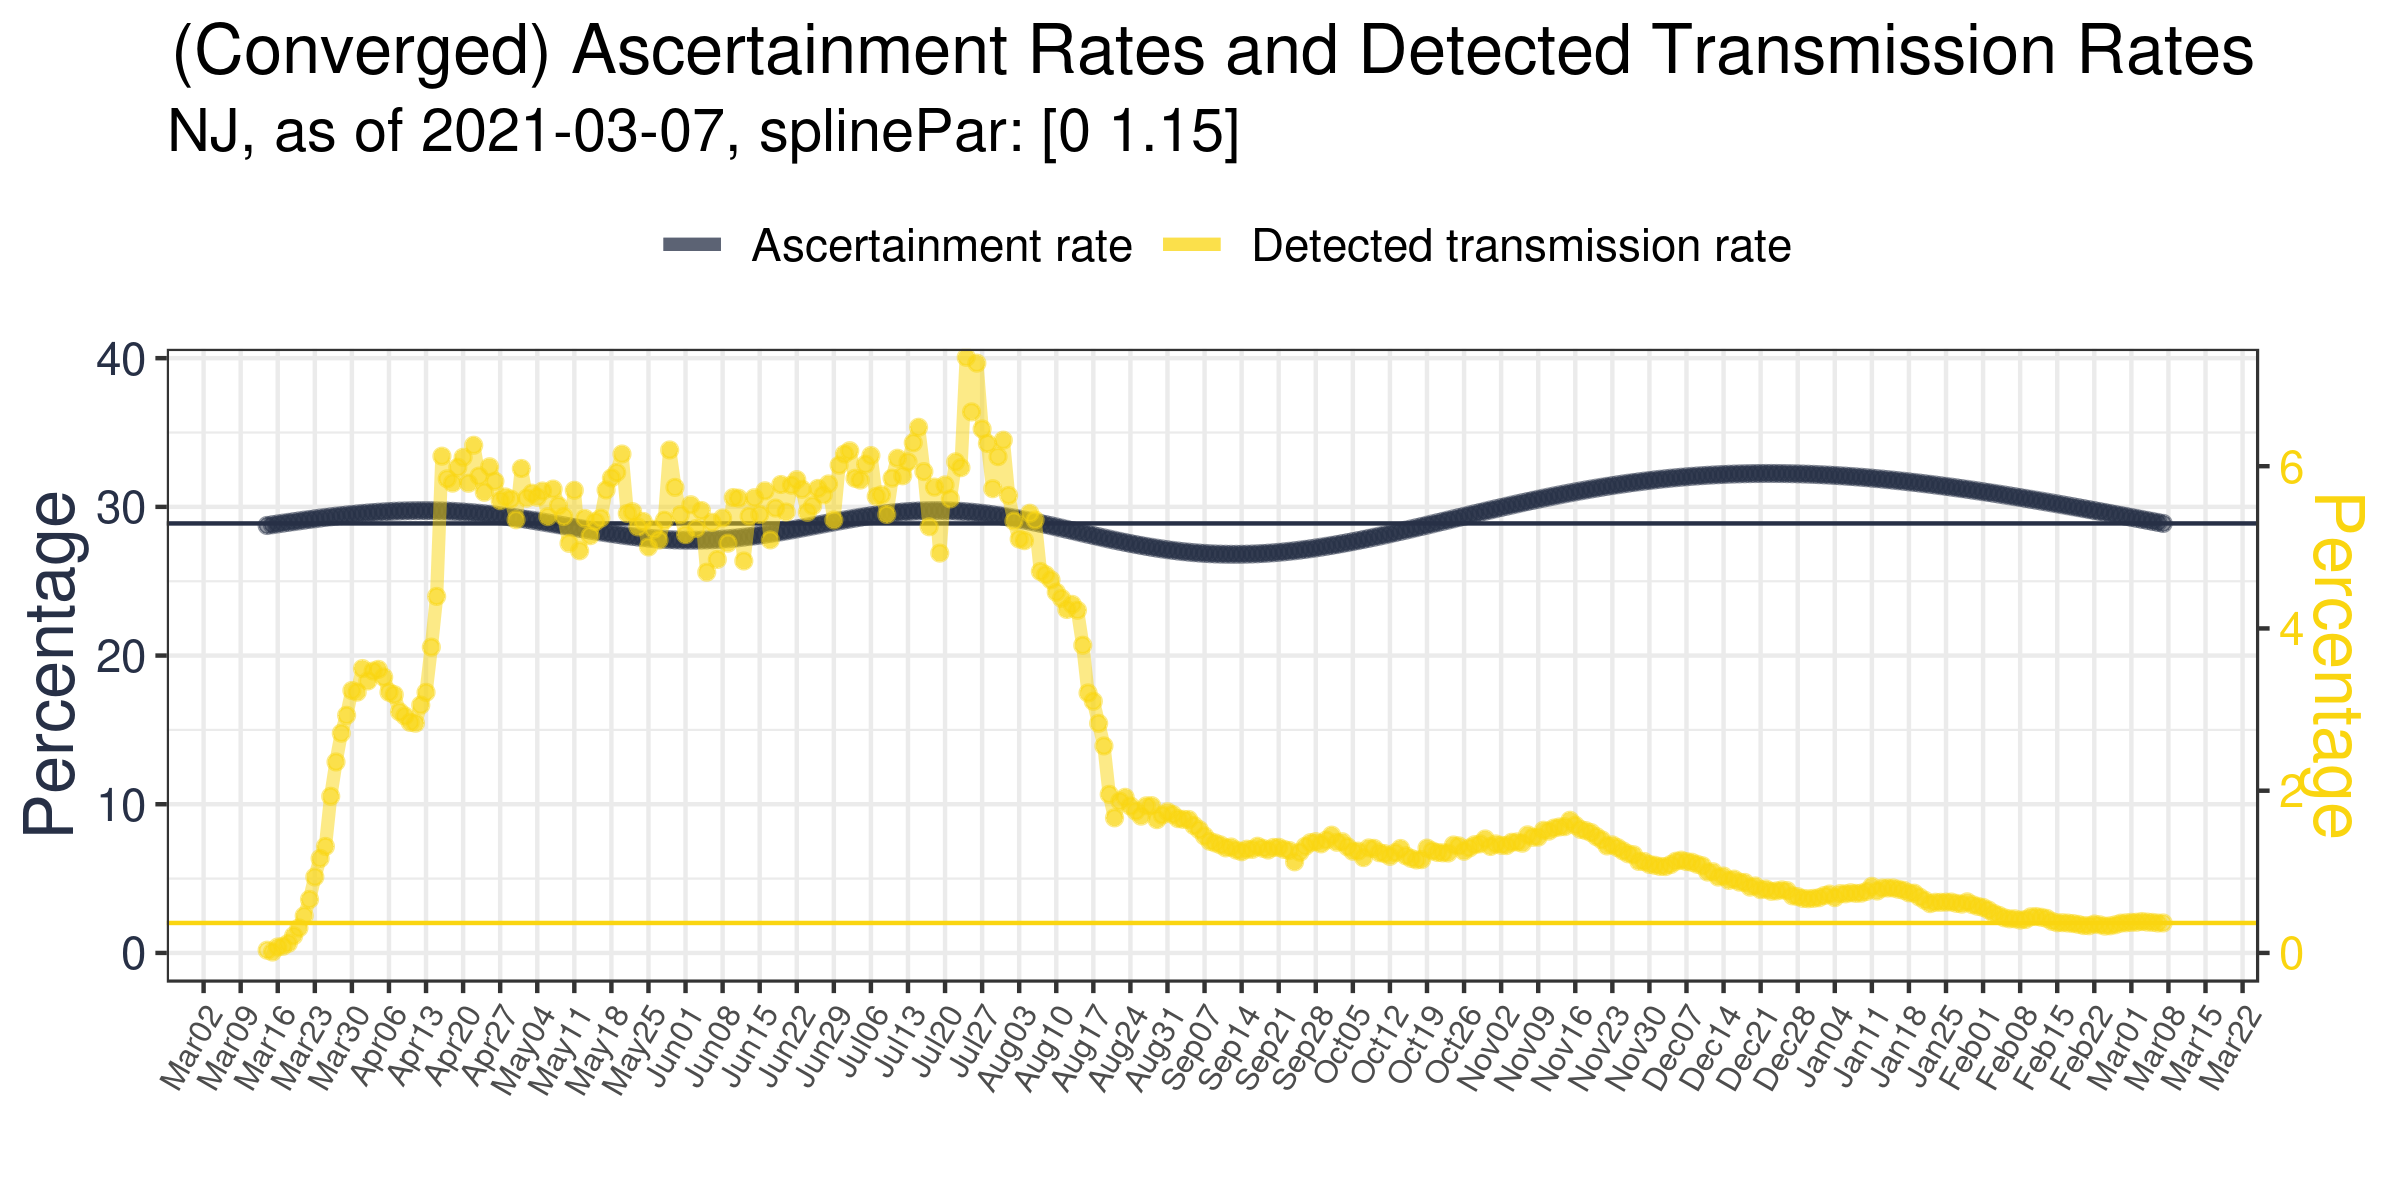 (Converged) Ascertainment Rates and Detected Transmission Rates
NJ, as of 2021-03-07, splinePar: [0 1.15]
Ascertainment rate Detected transmission rate
Percentage
40
30
20
10
0
6
4
2
0
Percentage
Mar02 Mar09 Mar16 Mar23 Mar30 Apr06 Apr13 Apr20 Apr27 May04 May11 May18 May25 Jun01 Jun08 Jun15 Jun22 Jun29 Jul06 Jul13 Jul20 Jul27 Aug03 Aug10 Aug17 Aug24 Aug31 Sep07 Sep14 Sep21 Sep28 Oct05 Oct12 Oct19 Oct26 Nov02 Nov09 Nov16 Nov23 Nov30 Dec07 Dec14 Dec21 Dec28 Jan04 Jan11 Jan18 Jan25 Feb01 Feb08 Feb15 Feb22 Mar01 Mar08 Mar15 Mar22